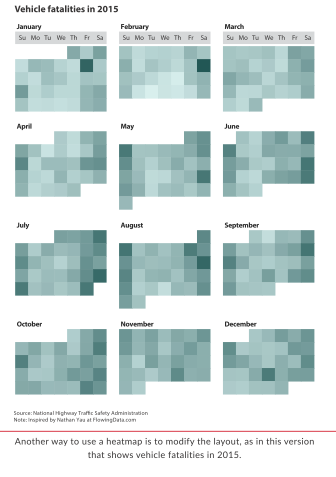 Vehicle fatalities in 2015
January February March
Su Mo Tu We Th Fr Sa Su Mo Tu We Th Fr Sa Su Mo Tu We Th Fr Sa
April May June
July August September
October November December
Source: National Highway Traffic Safety Administration
Note: Inspired by Nathan Yau at FlowingData.com
Another way to use a heatmap is to modify the layout, as in this version
that shows vehicle fatalities in 2015.